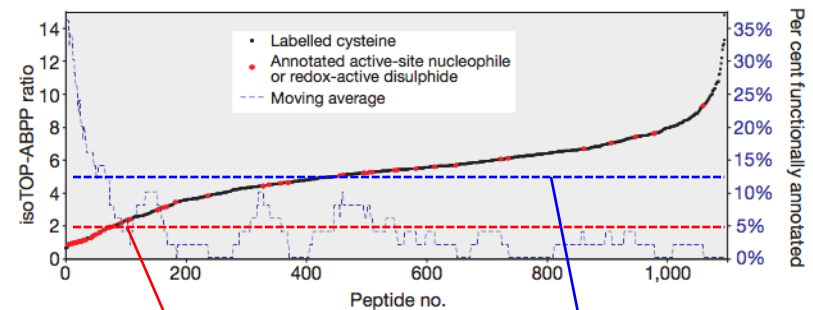 isoTOP-ABPP ratio
14
12
10
8
6
4
2
0
Labelled cysteine
Annotated active-site nucleophile
or redox-active disulphide
Moving average
35%
30%
25%
20%
15%
10%
5%
0%
Per cent functionally annotated
0 200 400 600 800 1,000
Peptide no.